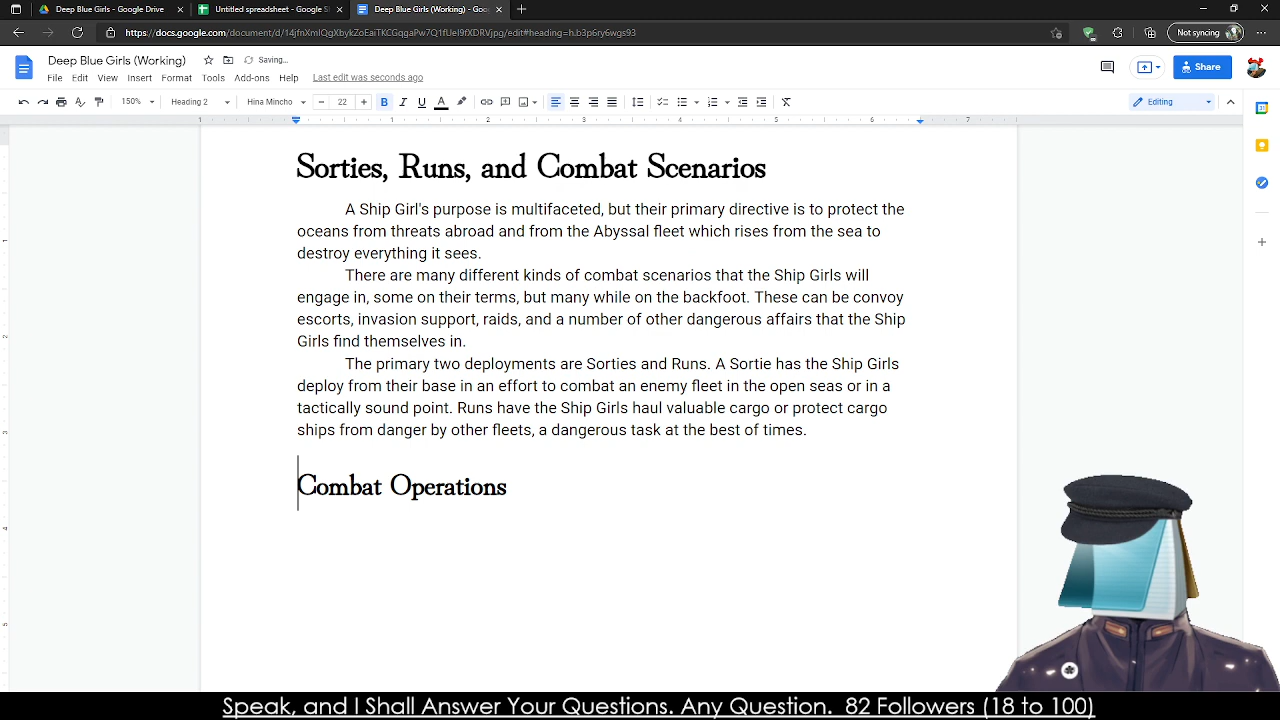 Deep Blue Girls - Google Drive
Untitled spreadsheet - Google S
Deep Blue Girls (Working) - Goo
https://docs.google.com/document/d/14jfnXmIQgXbykZoEaiTKCGqgaPw7Q1fUeI9fXDRVjpg/edit#heading=h.b3p6ry6wgs93
Not syncing
Deep Blue Girls (Working)
Saving...
File Edit View Insert Format Tools Add-ons Help Last edit was seconds ago
Share
150% Heading 2 Hina Mincho 22 B I U A
Editing
1 1 2 3 4 5 6 7
Sorties, Runs, and Combat Scenarios
A Ship Girl's purpose is multifaceted, but their primary directive is to protect the
oceans from threats abroad and from the Abyssal fleet which rises from the sea to
destroy everything it sees.
There are many different kinds of combat scenarios that the Ship Girls will
engage in, some on their terms, but many while on the backfoot. These can be convoy
escorts, invasion support, raids, and a number of other dangerous affairs that the Ship
Girls find themselves in.
The primary two deployments are Sorties and Runs. A Sortie has the Ship Girls
deploy from their base in an effort to combat an enemy fleet in the open seas or in a
tactically sound point. Runs have the Ship Girls haul valuable cargo or protect cargo
ships from danger by other fleets, a dangerous task at the best of times.
Combat Operations
Speak, and I Shall Answer Your Questions. Any Question. 82 Followers (18 to 100)